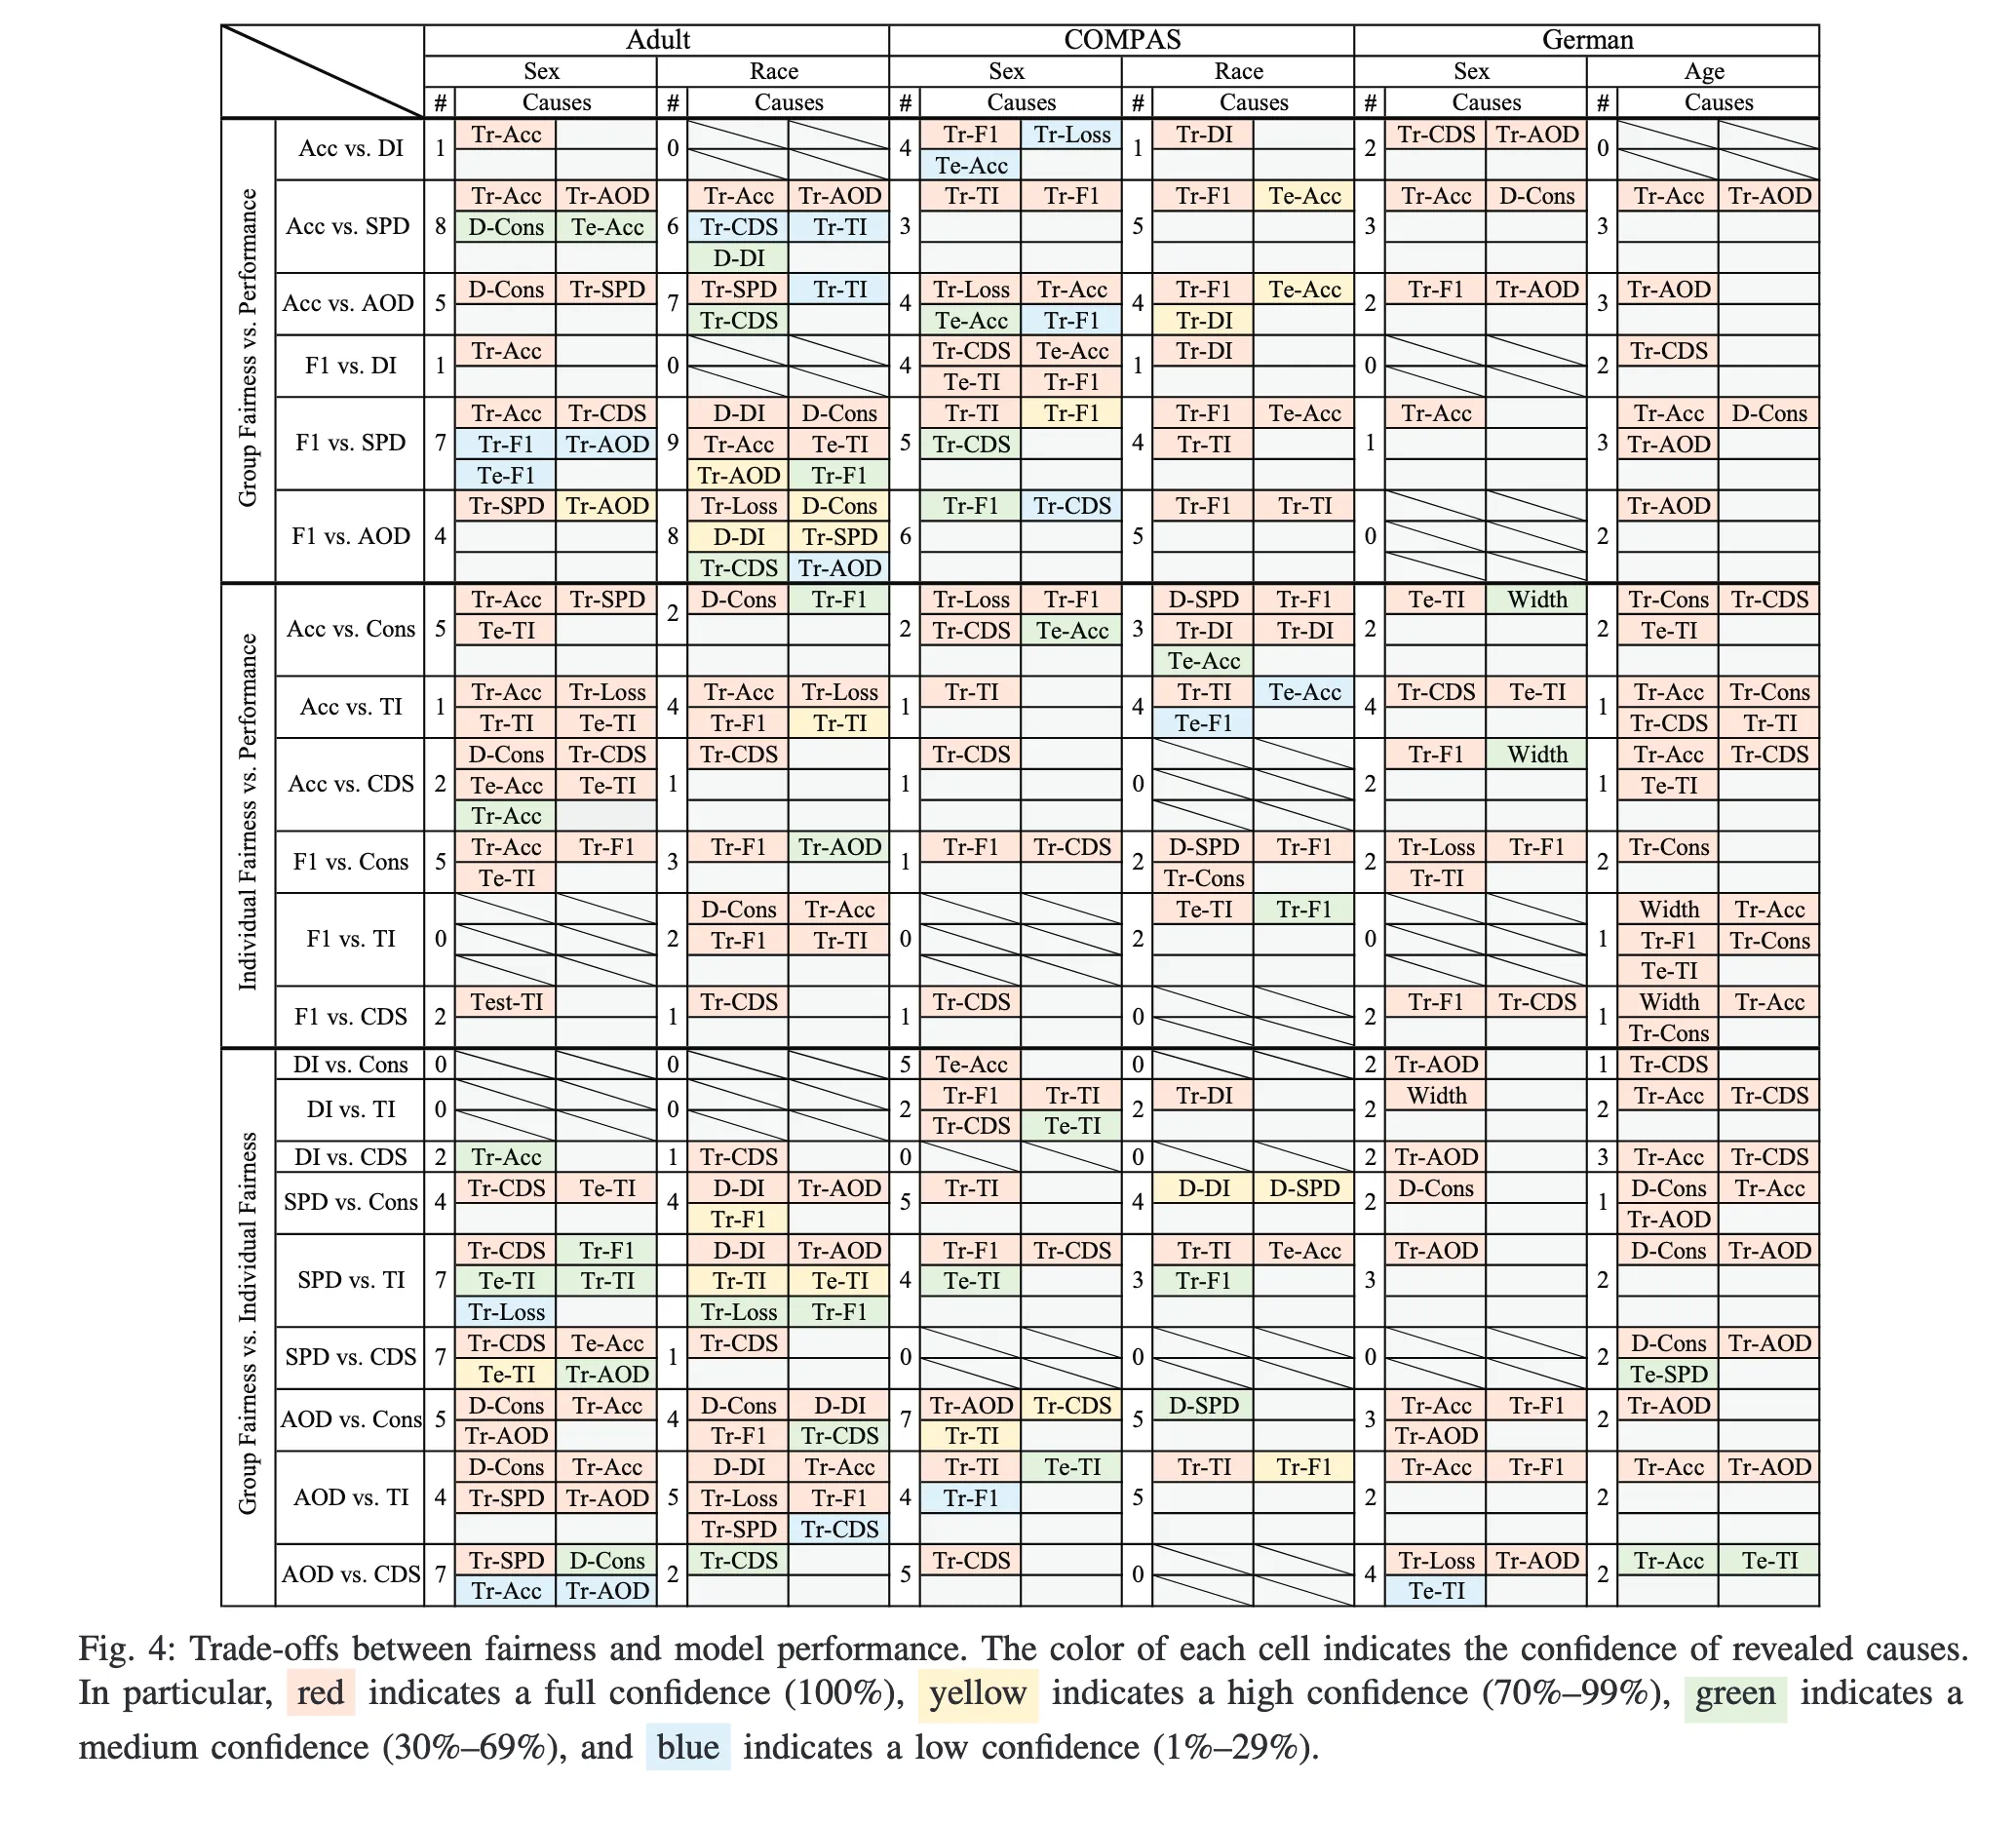 Adult COMPAS German
Sex Race Sex Race Sex Age
# Causes # Causes # Causes # Causes # Causes # Causes
Group Fairness vs. Performance
Acc vs. DI 1 Tr-Acc 0 4 Tr-F1 Tr-Loss 1 Tr-DI 2 Tr-CDS Tr-AOD 0
Te-Acc
Acc vs. SPD 8 Tr-Acc Tr-AOD 6 Tr-Acc Tr-AOD 3 Tr-TI Tr-F1 5 Tr-F1 Te-Acc 3 Tr-Acc D-Cons 3 Tr-Acc Tr-AOD
D-Cons Te-Acc Tr-CDS Tr-TI
D-DI
Acc vs. AOD 5 D-Cons Tr-SPD 7 Tr-SPD Tr-TI 4 Tr-Loss Tr-Acc 4 Tr-F1 Te-Acc 2 Tr-F1 Tr-AOD 3 Tr-AOD
Tr-CDS Te-Acc Tr-F1 Tr-DI
F1 vs. DI 1 Tr-Acc 0 4 Tr-CDS Te-Acc 1 Tr-DI 0 2 Tr-CDS
Te-TI Tr-F1
F1 vs. SPD 7 Tr-Acc Tr-CDS 9 D-DI D-Cons 5 Tr-TI Tr-F1 4 Tr-F1 Te-Acc 1 Tr-Acc 3 Tr-Acc D-Cons
Tr-F1 Tr-AOD Tr-Acc Te-TI Tr-CDS Tr-TI Tr-AOD
Te-F1 Tr-AOD Tr-F1
F1 vs. AOD 4 Tr-SPD Tr-AOD 8 Tr-Loss D-Cons 6 Tr-F1 Tr-CDS 5 Tr-F1 Tr-TI 0 2 Tr-AOD
D-DI Tr-SPD
Tr-CDS Tr-AOD
Individual Fairness vs. Performance
Acc vs. Cons 5 Tr-Acc Tr-SPD 2 D-Cons Tr-F1 2 Tr-Loss Tr-F1 3 D-SPD Tr-F1 2 Te-TI Width 2 Tr-Cons Tr-CDS
Te-TI Tr-CDS Te-Acc Tr-DI Tr-DI Te-TI
Te-Acc
Acc vs. TI 1 Tr-Acc Tr-Loss 4 Tr-Acc Tr-Loss 1 Tr-TI 4 Tr-TI Te-Acc 4 Tr-CDS Te-TI 1 Tr-Acc Tr-Cons
Tr-TI Te-TI Tr-F1 Tr-TI Te-F1 Tr-CDS Tr-TI
Acc vs. CDS 2 D-Cons Tr-CDS 1 Tr-CDS 1 Tr-CDS 0 2 Tr-F1 Width 1 Tr-Acc Tr-CDS
Te-Acc Te-TI Te-TI
Tr-Acc
F1 vs. Cons 5 Tr-Acc Tr-F1 3 Tr-F1 Tr-AOD 1 Tr-F1 Tr-CDS 2 D-SPD Tr-F1 2 Tr-Loss Tr-F1 2 Tr-Cons
Te-TI Tr-Cons Tr-TI
F1 vs. TI 0 2 D-Cons Tr-Acc 0 2 Te-TI Tr-F1 0 1 Width Tr-Acc
Tr-F1 Tr-TI Tr-F1 Tr-Cons
Te-TI
F1 vs. CDS 2 Test-TI 1 Tr-CDS 1 Tr-CDS 0 2 Tr-F1 Tr-CDS 1 Width Tr-Acc
Tr-Cons
Group Fairness vs. Individual Fairness
DI vs. Cons 0 0 5 Te-Acc 0 2 Tr-AOD 1 Tr-CDS
DI vs. TI 0 0 2 Tr-F1 Tr-TI 2 Tr-DI 2 Width 2 Tr-Acc Tr-CDS
Tr-CDS Te-TI
DI vs. CDS 2 Tr-Acc 1 Tr-CDS 0 0 2 Tr-AOD 3 Tr-Acc Tr-CDS
SPD vs. Cons 4 Tr-CDS Te-TI 4 D-DI Tr-AOD 5 Tr-TI 4 D-DI D-SPD 2 D-Cons 1 D-Cons Tr-Acc
Tr-F1 Tr-AOD
SPD vs. TI 7 Tr-CDS Tr-F1 D-DI Tr-AOD 4 Tr-F1 Tr-CDS 3 Tr-TI Te-Acc 3 Tr-AOD 2 D-Cons Tr-AOD
Te-TI Tr-TI Tr-TI Te-TI Te-TI Tr-F1
Tr-Loss Tr-Loss Tr-F1
SPD vs. CDS 7 Tr-CDS Te-Acc 1 Tr-CDS 0 0 0 2 D-Cons Tr-AOD
Te-TI Tr-AOD Te-SPD
AOD vs. Cons 5 D-Cons Tr-Acc 4 D-Cons D-DI 7 Tr-AOD Tr-CDS 5 D-SPD 3 Tr-Acc Tr-F1 2 Tr-AOD
Tr-AOD Tr-F1 Tr-CDS Tr-TI Tr-AOD
AOD vs. TI 4 D-Cons Tr-Acc 5 D-DI Tr-Acc 4 Tr-TI Te-TI 5 Tr-TI Tr-F1 2 Tr-Acc Tr-F1 2 Tr-Acc Tr-AOD
Tr-SPD Tr-AOD Tr-Loss Tr-F1 Tr-F1
Tr-SPD Tr-CDS
AOD vs. CDS 7 Tr-SPD D-Cons 2 Tr-CDS 5 Tr-CDS 0 4 Tr-Loss Tr-AOD 2 Tr-Acc Te-TI
Tr-Acc Tr-AOD Te-TI
Fig. 4: Trade-offs between fairness and model performance. The color of each cell indicates the confidence of revealed causes.
In particular, red indicates a full confidence (100%), yellow indicates a high confidence (70%–99%), green indicates a
medium confidence (30%–69%), and blue indicates a low confidence (1%–29%).